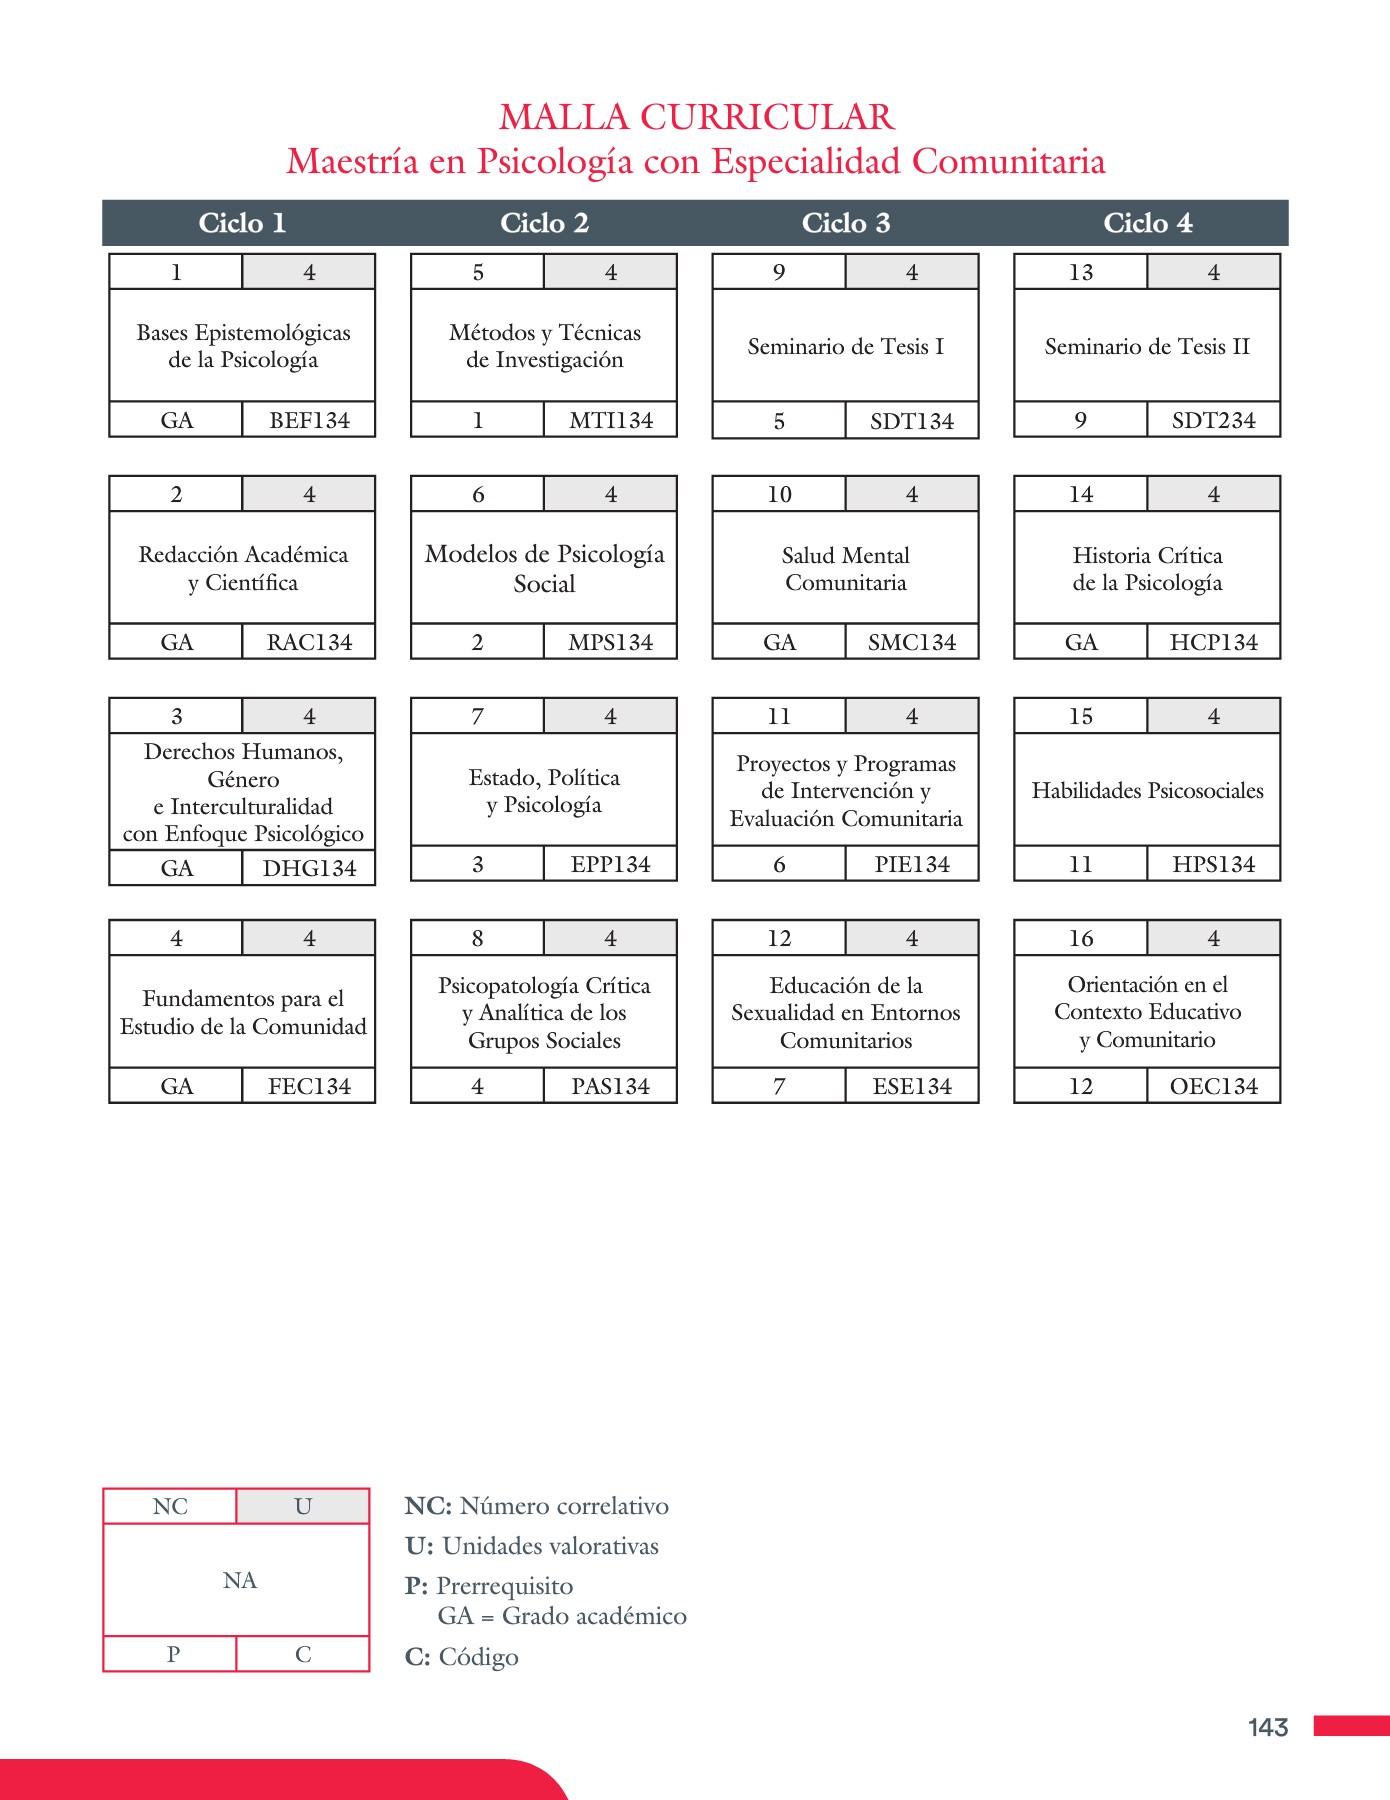 MALLA CURRICULAR
Maestría en Psicología con Especialidad Comunitaria
Ciclo 1 Ciclo 2 Ciclo 3 Ciclo 4
1 4
Bases Epistemológicas
de la Psicología
GA BEF134
5 4
Métodos y Técnicas
de Investigación
1 MTI134
9 4
Seminario de Tesis I
5 SDT134
13 4
Seminario de Tesis II
9 SDT234
2 4
Redacción Académica
y Científica
GA RAC134
6 4
Modelos de Psicología
Social
2 MPS134
10 4
Salud Mental
Comunitaria
GA SMC134
14 4
Historia Crítica
de la Psicología
GA HCP134
3 4
Derechos Humanos,
Género
e Interculturalidad
con Enfoque Psicológico
GA DHG134
7 4
Estado, Política
y Psicología
3 EPP134
11 4
Proyectos y Programas
de Intervención y
Evaluación Comunitaria
6 PIE134
15 4
Habilidades Psicosociales
11 HPS134
4 4
Fundamentos para el
Estudio de la Comunidad
GA FEC134
8 4
Psicopatología Crítica
y Analítica de los
Grupos Sociales
4 PAS134
12 4
Educación de la
Sexualidad en Entornos
Comunitarios
7 ESE134
16 4
Orientación en el
Contexto Educativo
y Comunitario
12 OEC134
NC U
NA
P C
NC: Número correlativo
U: Unidades valorativas
P: Prerrequisito
GA = Grado académico
C: Código
143